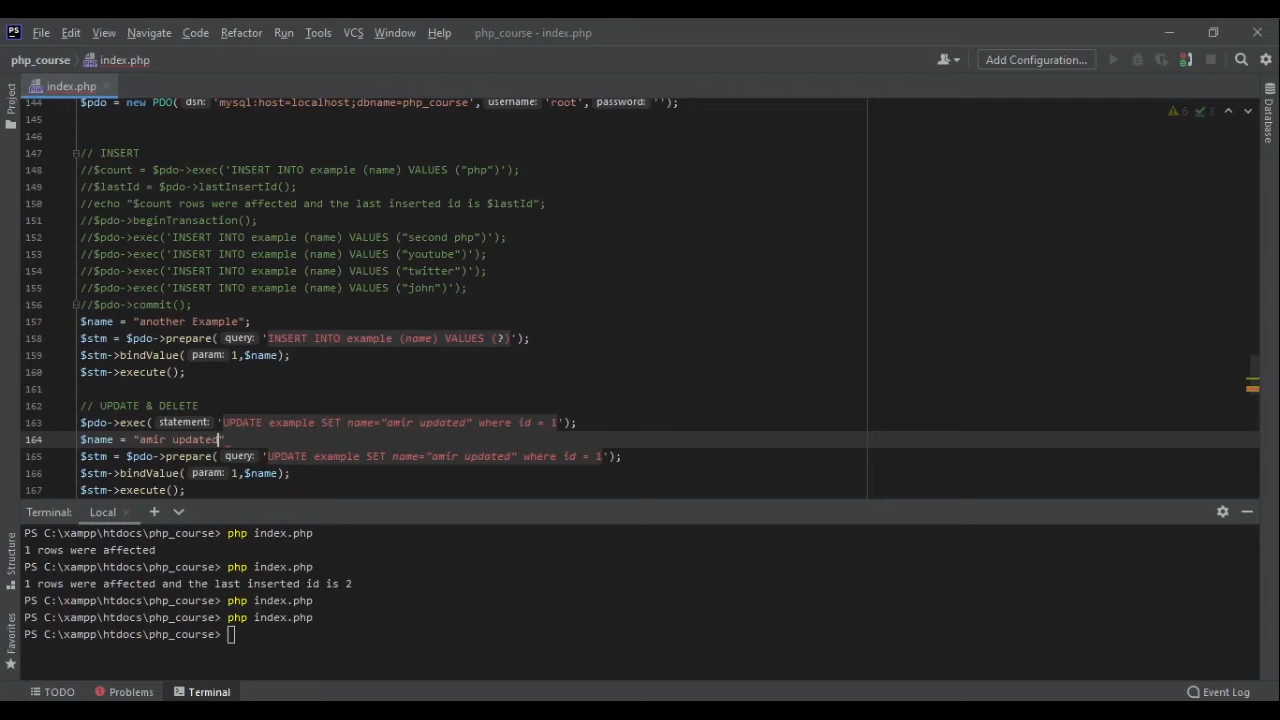 PS File Edit View Navigate Code Refactor Run Tools VCS Window Help php_course - index.php
php_course index.php Add Configuration...
index.php
Project
Database
6 3
144 $pdo = new PDO( dsn: 'mysql:host=localhost;dbname=php_course', username: 'root', password: '');
145
146
147 // INSERT
148 //$count = $pdo->exec('INSERT INTO example (name) VALUES ("php")');
149 //$lastId = $pdo->lastInsertId();
150 //echo "$count rows were affected and the last inserted id is $lastId";
151 //$pdo->beginTransaction();
152 //$pdo->exec('INSERT INTO example (name) VALUES ("second php")');
153 //$pdo->exec('INSERT INTO example (name) VALUES ("youtube")');
154 //$pdo->exec('INSERT INTO example (name) VALUES ("twitter")');
155 //$pdo->exec('INSERT INTO example (name) VALUES ("john")');
156 //$pdo->commit();
157 $name = "another Example";
158 $stm = $pdo->prepare( query: 'INSERT INTO example (name) VALUES (?)');
159 $stm->bindValue( param: 1,$name);
160 $stm->execute();
161
162 // UPDATE & DELETE
163 $pdo->exec( statement: 'UPDATE example SET name="amir updated" where id = 1');
164 $name = "amir updated"
165 $stm = $pdo->prepare( query: 'UPDATE example SET name="amir updated" where id = 1');
166 $stm->bindValue( param: 1,$name);
167 $stm->execute();
Terminal: Local
PS C:\xampp\htdocs\php_course> php index.php
1 rows were affected
PS C:\xampp\htdocs\php_course> php index.php
1 rows were affected and the last inserted id is 2
PS C:\xampp\htdocs\php_course> php index.php
PS C:\xampp\htdocs\php_course> php index.php
PS C:\xampp\htdocs\php_course>
Structure
Favorites
TODO Problems Terminal Event Log